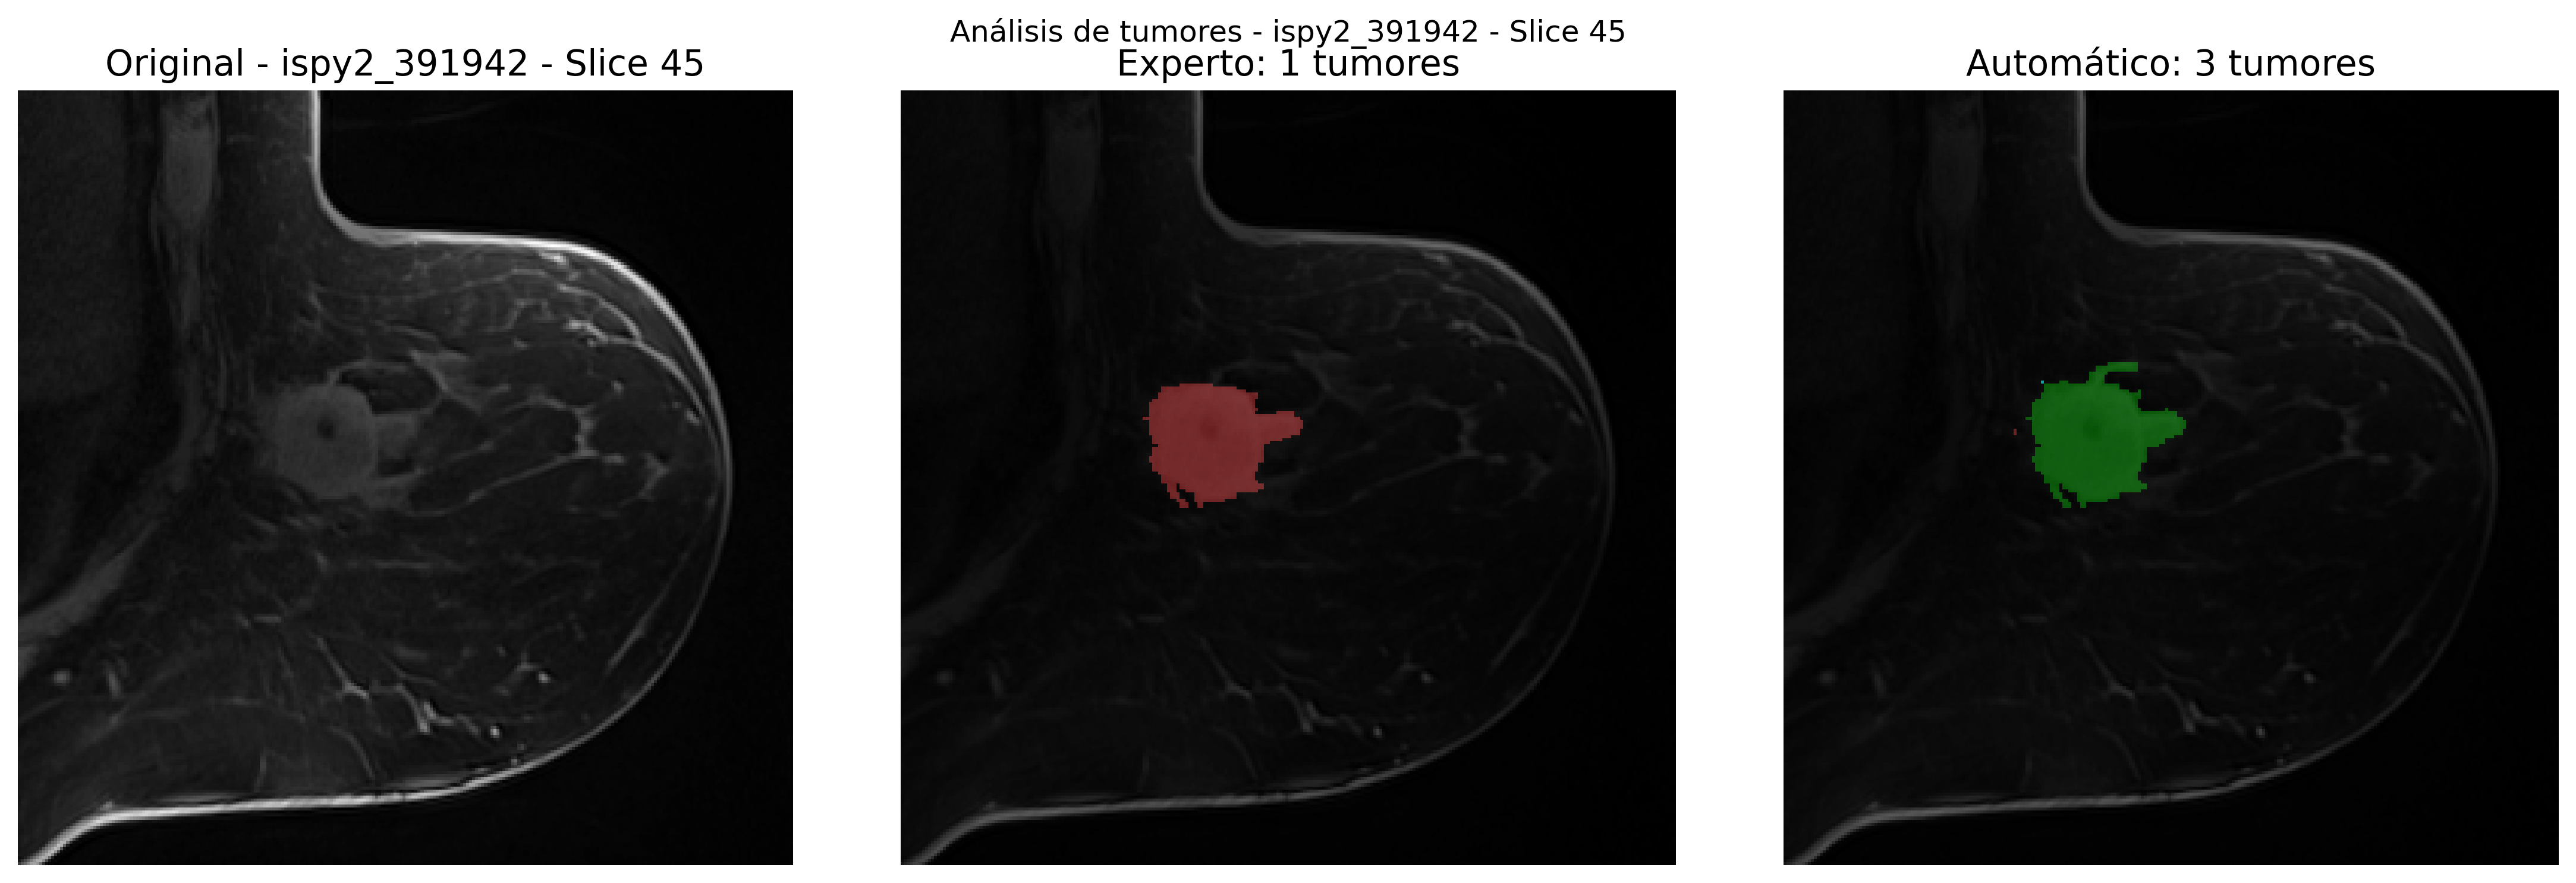 Análisis de tumores - ispy2_391942 - Slice 45
Original - ispy2_391942 - Slice 45
Experto: 1 tumores
Automático: 3 tumores